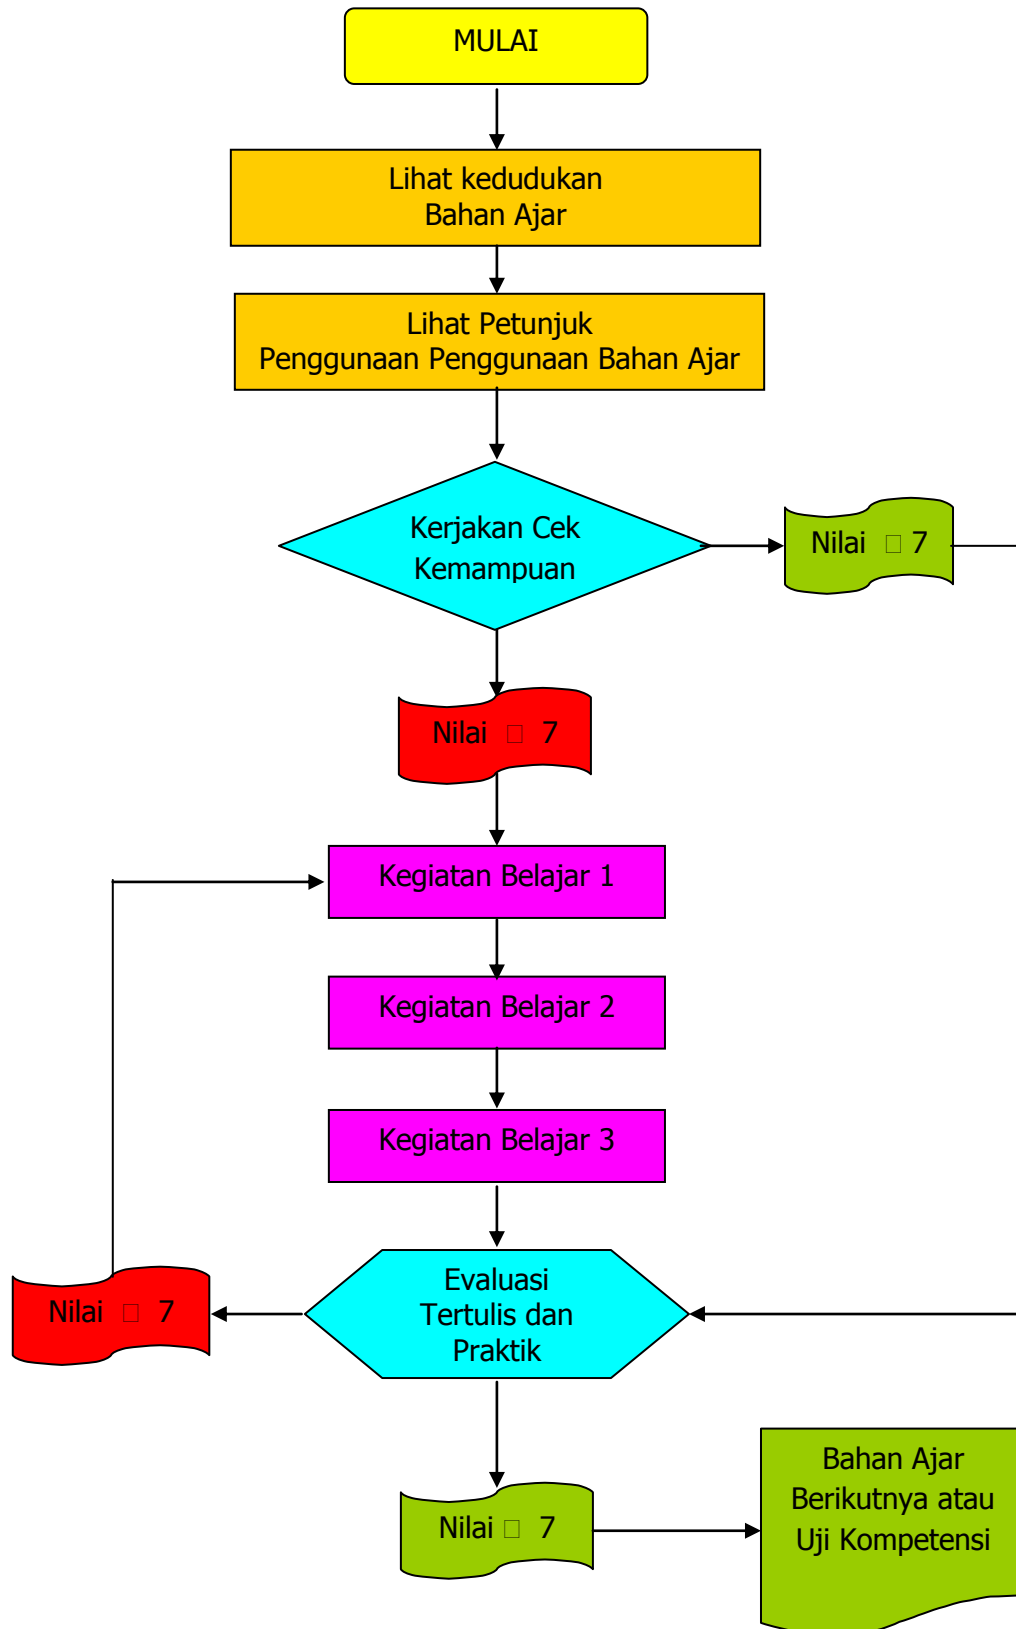 MULAI
Lihat kedudukan
Bahan Ajar
Lihat Petunjuk
Penggunaan Penggunaan Bahan Ajar
Kerjakan Cek
Kemampuan
Nilai □ 7
Nilai □ 7
Kegiatan Belajar 1
Kegiatan Belajar 2
Kegiatan Belajar 3
Evaluasi
Tertulis dan
Praktik
Nilai □ 7
Nilai □ 7
Bahan Ajar
Berikutnya atau
Uji Kompetensi